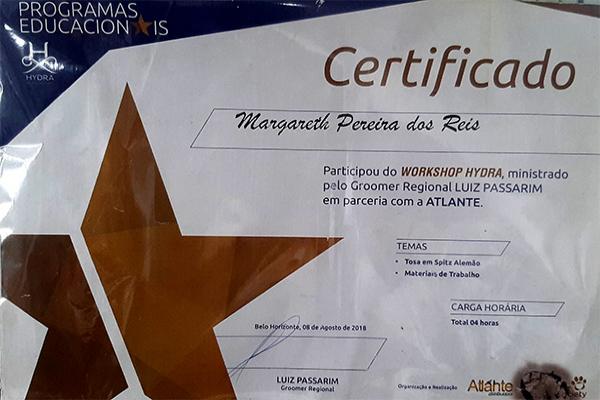 PROGRAMAS
EDUCACION IS
H
HYDRA
Certificado
Margareth Pereira dos Reis
Participou do WORKSHOP HYDRA, ministrado
pelo Groomer Regional LUIZ PASSARIM
em parceria com a ATLANTE.
TEMAS
• Tosa em Spitz Alemão
• Materiais de Trabalho
CARGA HORÁRIA
Total 04 horas
Belo Horizonte, 08 de Agosto de 2018
LUIZ PASSARIM
Groomer Regional
Organização e Realização
Atlante